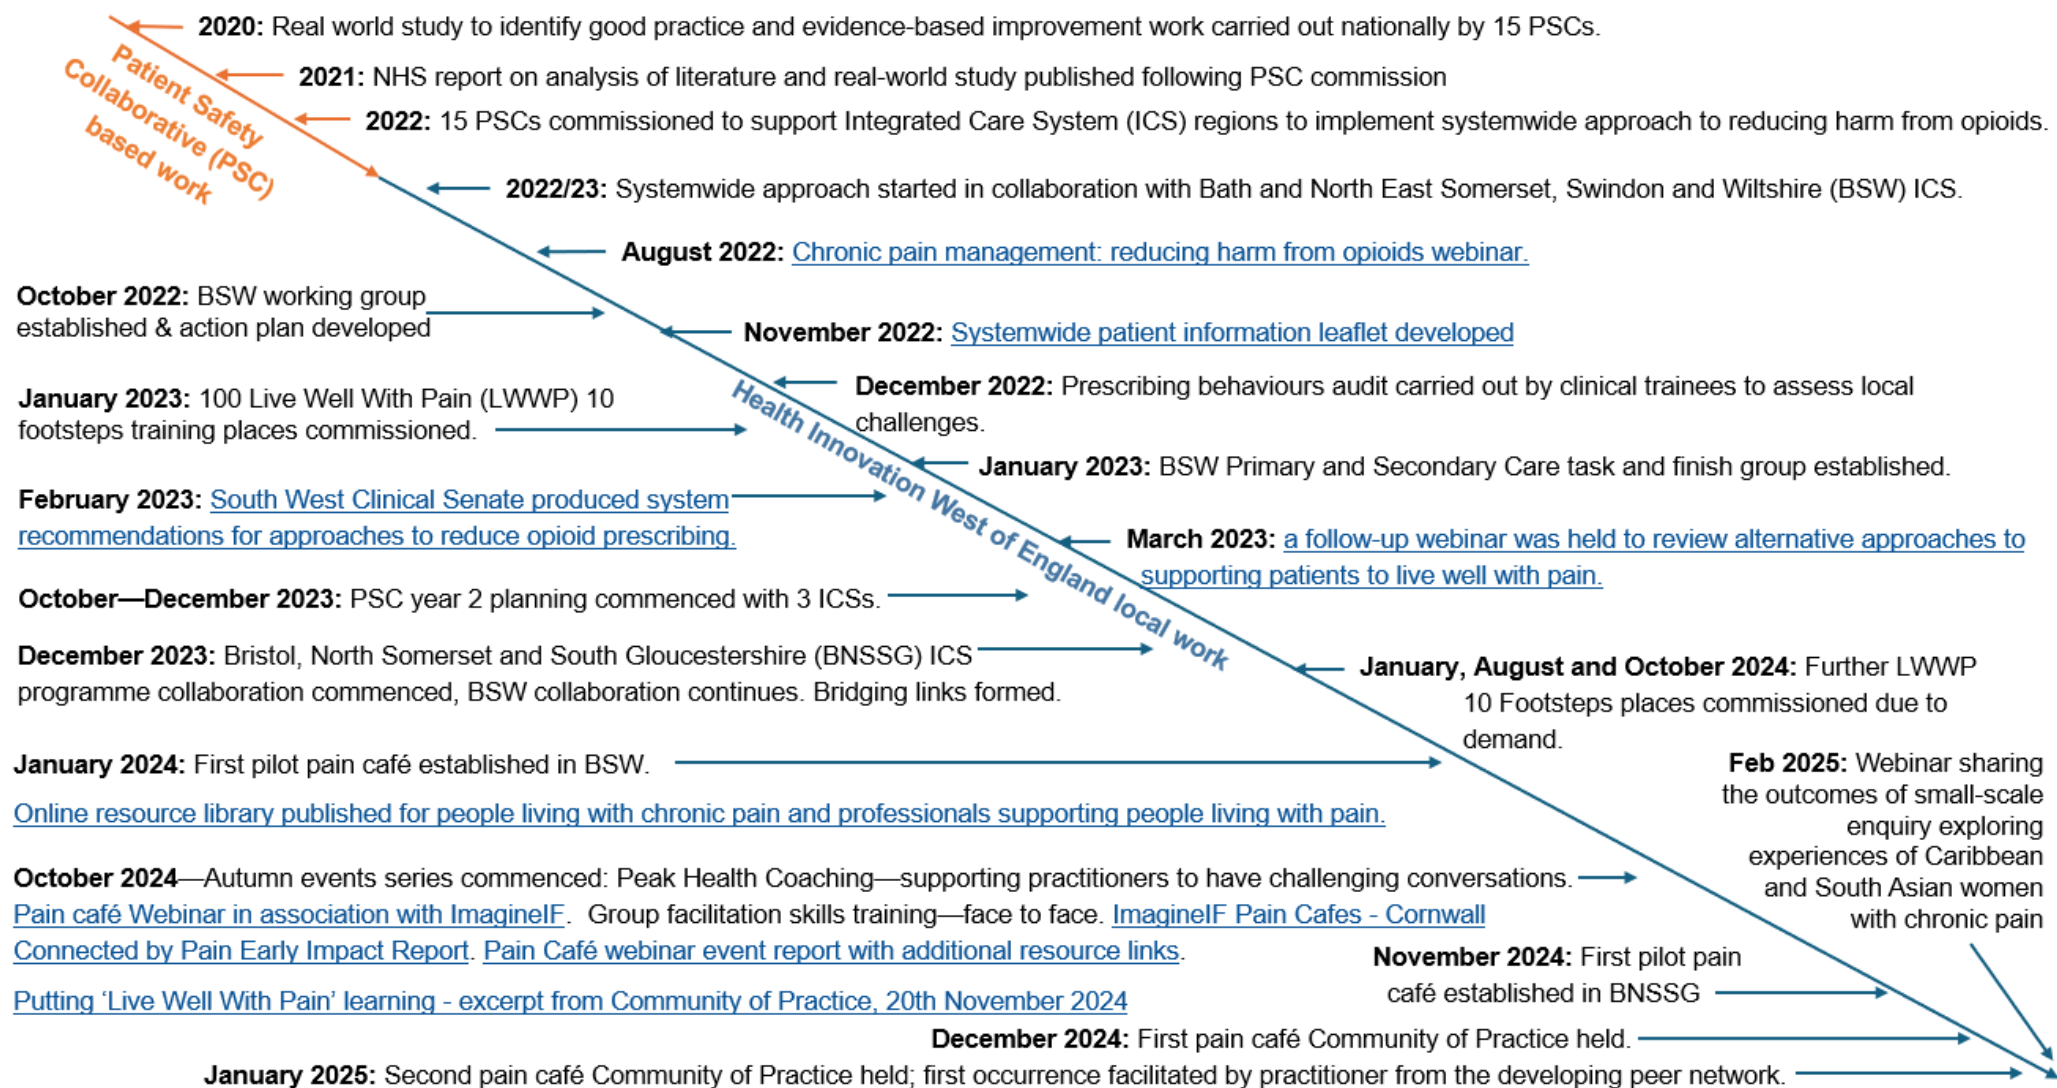 2020: Real world study to identify good practice and evidence-based improvement work carried out nationally by 15 PSCs.
Patient Safety
Collaborative (PSC)
based work
2021: NHS report on analysis of literature and real-world study published following PSC commission
2022: 15 PSCs commissioned to support Integrated Care System (ICS) regions to implement systemwide approach to reducing harm from opioids.
2022/23: Systemwide approach started in collaboration with Bath and North East Somerset, Swindon and Wiltshire (BSW) ICS.
August 2022: Chronic pain management: reducing harm from opioids webinar.
October 2022: BSW working group
established & action plan developed
November 2022: Systemwide patient information leaflet developed
December 2022: Prescribing behaviours audit carried out by clinical trainees to assess local
challenges.
January 2023: 100 Live Well With Pain (LWWP) 10
footsteps training places commissioned.
Health Innovation West of England local work
January 2023: BSW Primary and Secondary Care task and finish group established.
February 2023: South West Clinical Senate produced system
recommendations for approaches to reduce opioid prescribing.
March 2023: a follow-up webinar was held to review alternative approaches to
supporting patients to live well with pain.
October—December 2023: PSC year 2 planning commenced with 3 ICSs.
December 2023: Bristol, North Somerset and South Gloucestershire (BNSSG) ICS
programme collaboration commenced, BSW collaboration continues. Bridging links formed.
January, August and October 2024: Further LWWP
10 Footsteps places commissioned due to
demand.
January 2024: First pilot pain café established in BSW.
Online resource library published for people living with chronic pain and professionals supporting people living with pain.
Feb 2025: Webinar sharing
the outcomes of small-scale
enquiry exploring
experiences of Caribbean
and South Asian women
with chronic pain
October 2024—Autumn events series commenced: Peak Health Coaching—supporting practitioners to have challenging conversations.
Pain café Webinar in association with ImagineIF. Group facilitation skills training—face to face. ImagineIF Pain Cafes - Cornwall
Connected by Pain Early Impact Report. Pain Café webinar event report with additional resource links.
Putting ‘Live Well With Pain’ learning - excerpt from Community of Practice, 20th November 2024
November 2024: First pilot pain
café established in BNSSG
December 2024: First pain café Community of Practice held.
January 2025: Second pain café Community of Practice held; first occurrence facilitated by practitioner from the developing peer network.